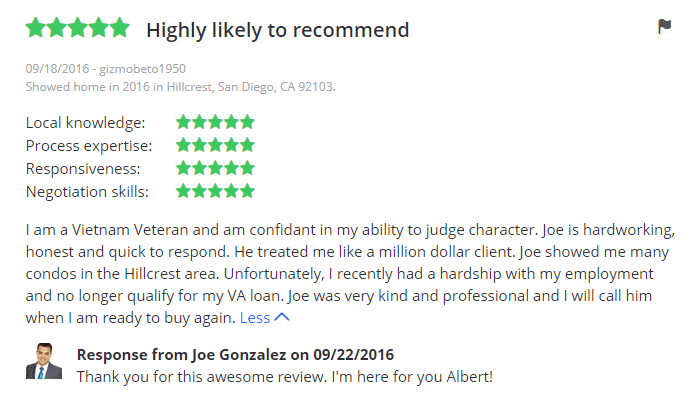 Highly likely to recommend
09/18/2016 - gizmobeto1950
Showed home in 2016 in Hillcrest, San Diego, CA 92103.
Local knowledge:
Process expertise:
Responsiveness:
Negotiation skills:
I am a Vietnam Veteran and am confidant in my ability to judge character. Joe is hardworking,
honest and quick to respond. He treated me like a million dollar client. Joe showed me many
condos in the Hillcrest area. Unfortunately, I recently had a hardship with my employment
and no longer qualify for my VA loan. Joe was very kind and professional and I will call him
when I am ready to buy again. Less
Response from Joe Gonzalez on 09/22/2016
Thank you for this awesome review. I'm here for you Albert!